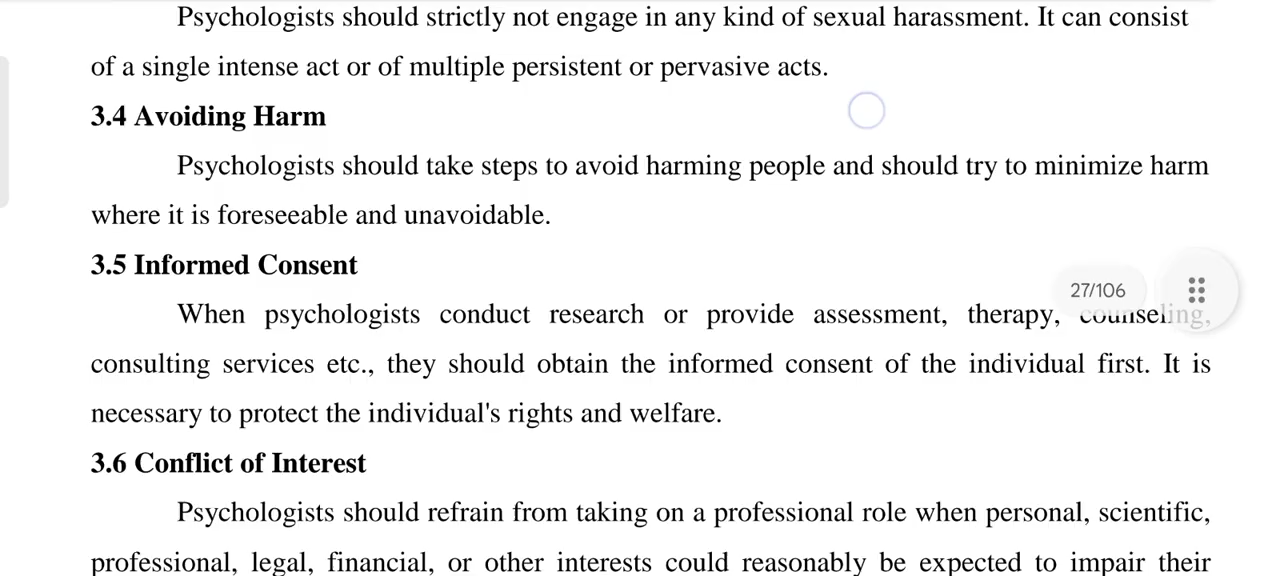 Psychologists should strictly not engage in any kind of sexual harassment. It can consist
of a single intense act or of multiple persistent or pervasive acts.
3.4 Avoiding Harm
Psychologists should take steps to avoid harming people and should try to minimize harm
where it is foreseeable and unavoidable.
3.5 Informed Consent
27/106
When psychologists conduct research or provide assessment, therapy, counseling,
consulting services etc., they should obtain the informed consent of the individual first. It is
necessary to protect the individual's rights and welfare.
3.6 Conflict of Interest
Psychologists should refrain from taking on a professional role when personal, scientific,
professional, legal, financial, or other interests could reasonably be expected to impair their